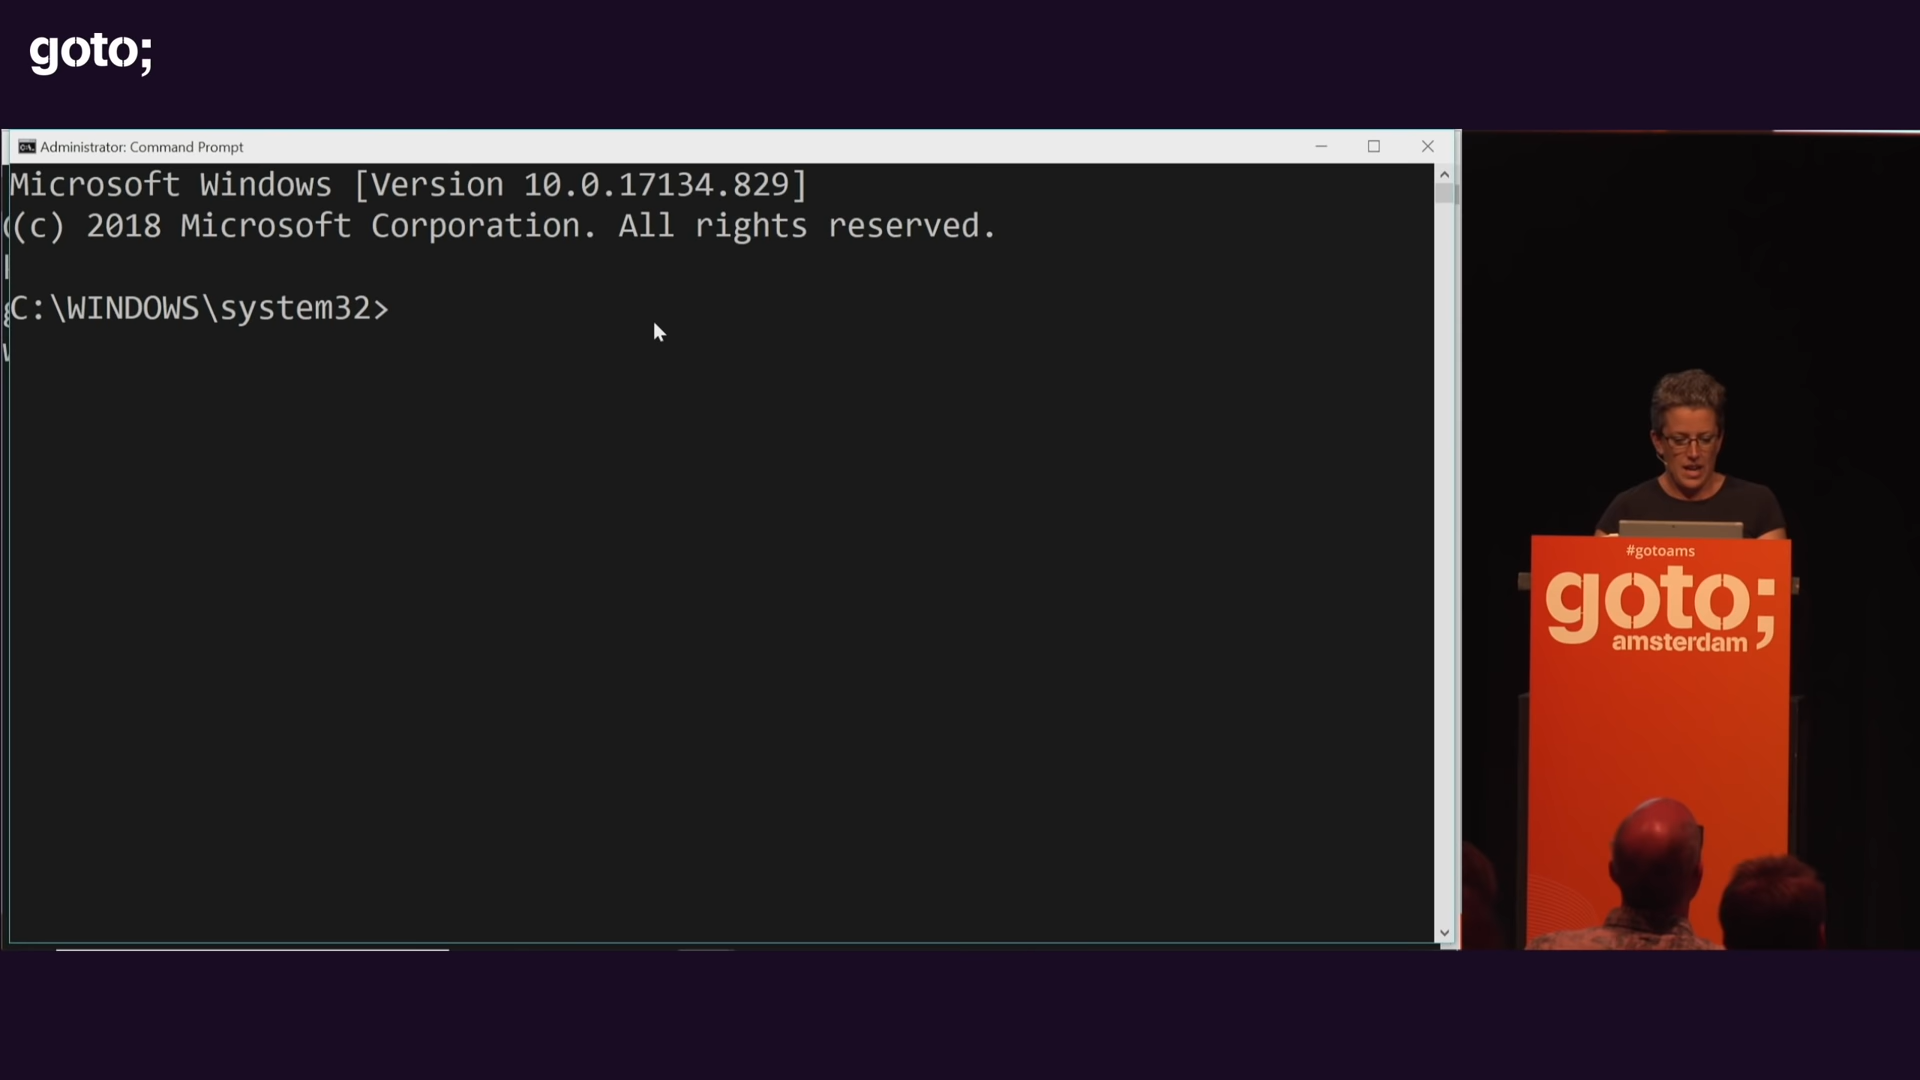 goto;
Administrator: Command Prompt
Microsoft Windows [Version 10.0.17134.829]
(c) 2018 Microsoft Corporation. All rights reserved.
C:\WINDOWS\system32>
#gotoams
goto;
amsterdam